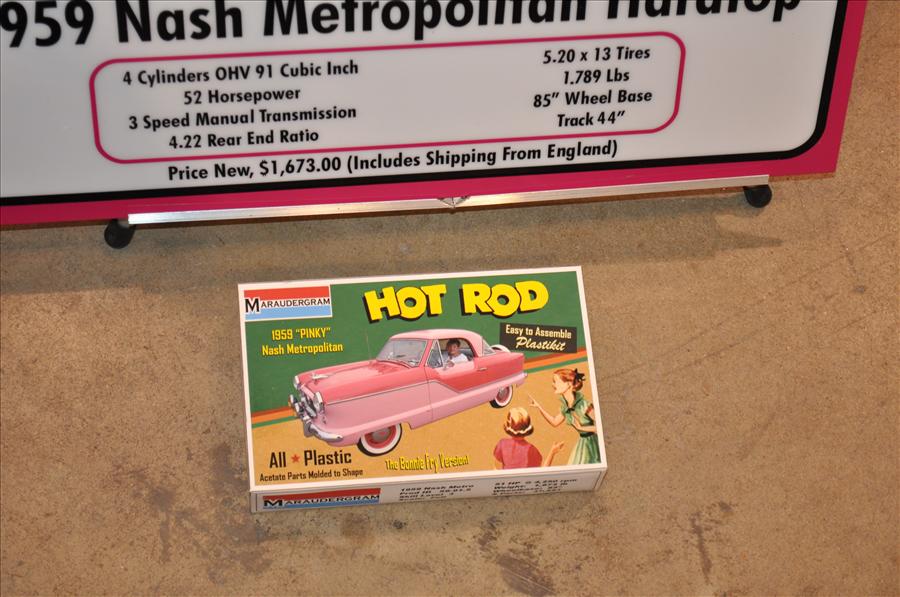 959 Nash Metropolitan Hardtop
4 Cylinders OHV 91 Cubic Inch
52 Horsepower
3 Speed Manual Transmission
4.22 Rear End Ratio
5.20 x 13 Tires
1.789 Lbs
85" Wheel Base
Track 44"
Price New, $1,673.00 (Includes Shipping From England)
MARAUDERGRAM
HOT ROD
1959 "PINKY"
Nash Metropolitan
Easy to Assemble
Plastikit
All ★ Plastic
Acetate Parts Molded to Shape
The Bonnie Fry Version!
MARAUDERGRAM
1959 Nash Metro